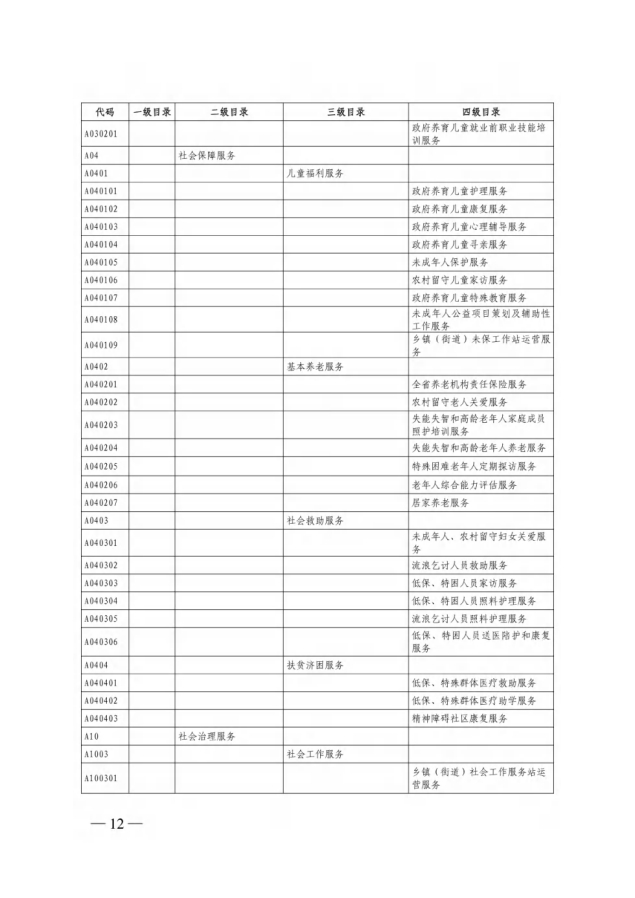 代码 一级目录 二级目录 三级目录 四级目录
A030201 政府养育儿童就业前职业技能培
训服务
A04 社会保障服务
A0401 儿童福利服务
A040101 政府养育儿童护理服务
A040102 政府养育儿童康复服务
A040103 政府养育儿童心理辅导服务
A040104 政府养育儿童寻亲服务
A040105 未成年人保护服务
A040106 农村留守儿童家访服务
A040107 政府养育儿童特殊教育服务
A040108 未成年人公益项目策划及辅助性
工作服务
A040109 乡镇（街道）未保工作站运营服
务
A0402 基本养老服务
A040201 全省养老机构责任保险服务
A040202 农村留守老人关爱服务
A040203 失能失智和高龄老年人家庭成员
照护培训服务
A040204 失能失智和高龄老年人养老服务
A040205 特殊困难老年人定期探访服务
A040206 老年人综合能力评估服务
A040207 居家养老服务
A0403 社会救助服务
A040301 未成年人、农村留守妇女关爱服
务
A040302 流浪乞讨人员救助服务
A040303 低保、特困人员家访服务
A040304 低保、特困人员照料护理服务
A040305 流浪乞讨人员照料护理服务
A040306 低保、特困人员送医陪护和康复
服务
A0404 扶贫济困服务
A040401 低保、特殊群体医疗救助服务
A040402 低保、特殊群体医疗助学服务
A040403 精神障碍社区康复服务
A10 社会治理服务
A1003 社会工作服务
A100301 乡镇（街道）社会工作服务站运
营服务
— 12 —